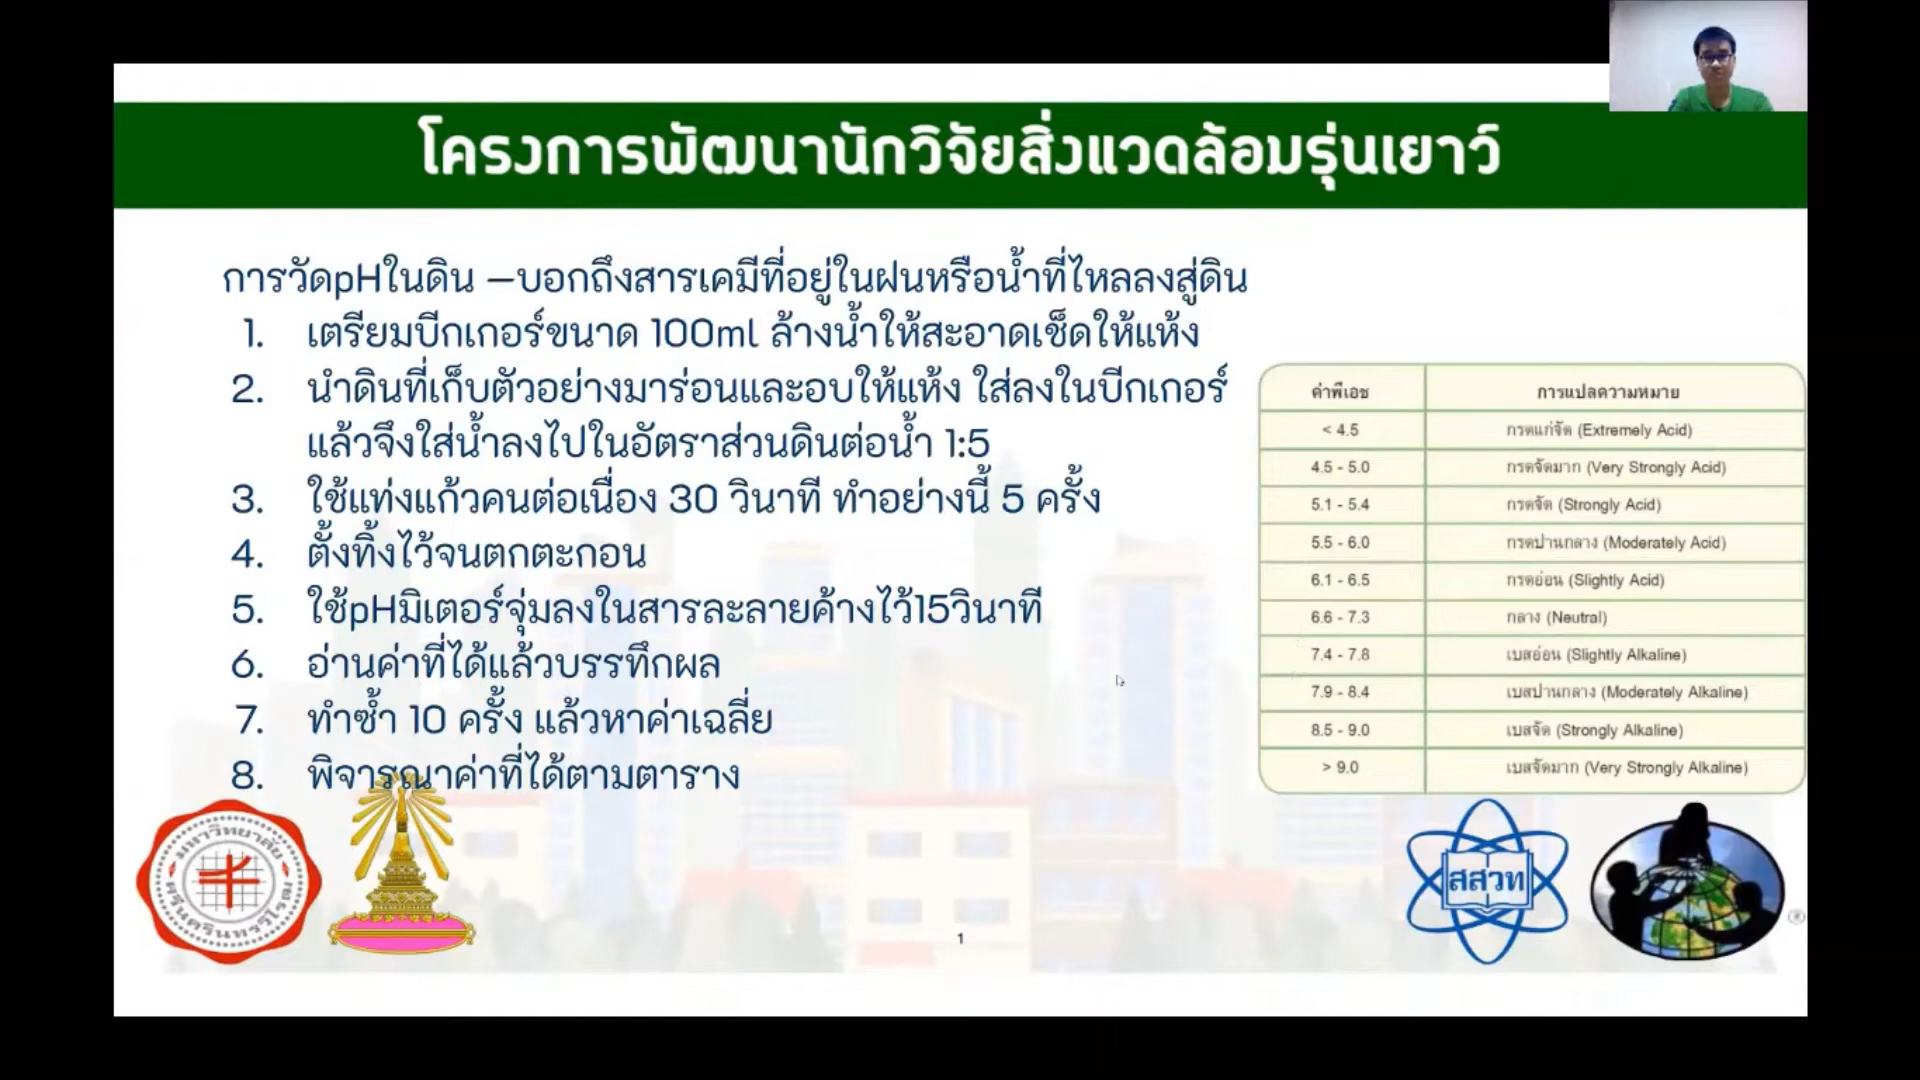 โครงการพัฒนานักวิจัยสิ่งแวดล้อมรุ่นเยาว์
การวัดpHในดิน –บอกถึงสารเคมีที่อยู่ในฝนหรือน้ำที่ไหลลงสู่ดิน
1. เตรียมบีกเกอร์ขนาด 100ml ล้างน้ำให้สะอาดเช็ดให้แห้ง
2. นำดินที่เก็บตัวอย่างมาร่อนและอบให้แห้ง ใส่ลงในบีกเกอร์
แล้วจึงใส่น้ำลงไปในอัตราส่วนดินต่อน้ำ 1:5
3. ใช้แท่งแก้วคนต่อเนื่อง 30 วินาที ทำอย่างนี้ 5 ครั้ง
4. ตั้งทิ้งไว้จนตกตะกอน
5. ใช้pHมิเตอร์จุ่มลงในสารละลายค้างไว้15วินาที
6. อ่านค่าที่ได้แล้วบรรทึกผล
7. ทำซ้ำ 10 ครั้ง แล้วหาค่าเฉลี่ย
8. พิจารณาค่าที่ได้ตามตาราง
ค่าพีเอช การแปลความหมาย
< 4.5 กรดแก่จัด (Extremely Acid)
4.5 - 5.0 กรดจัดมาก (Very Strongly Acid)
5.1 - 5.4 กรดจัด (Strongly Acid)
5.5 - 6.0 กรดปานกลาง (Moderately Acid)
6.1 - 6.5 กรดอ่อน (Slightly Acid)
6.6 - 7.3 กลาง (Neutral)
7.4 - 7.8 เบสอ่อน (Slightly Alkaline)
7.9 - 8.4 เบสปานกลาง (Moderately Alkaline)
8.5 - 9.0 เบสจัด (Strongly Alkaline)
> 9.0 เบสจัดมาก (Very Strongly Alkaline)
มหาวิทยาลัย
ศรีนครินทรวิโรฒ
สสวท
®
1